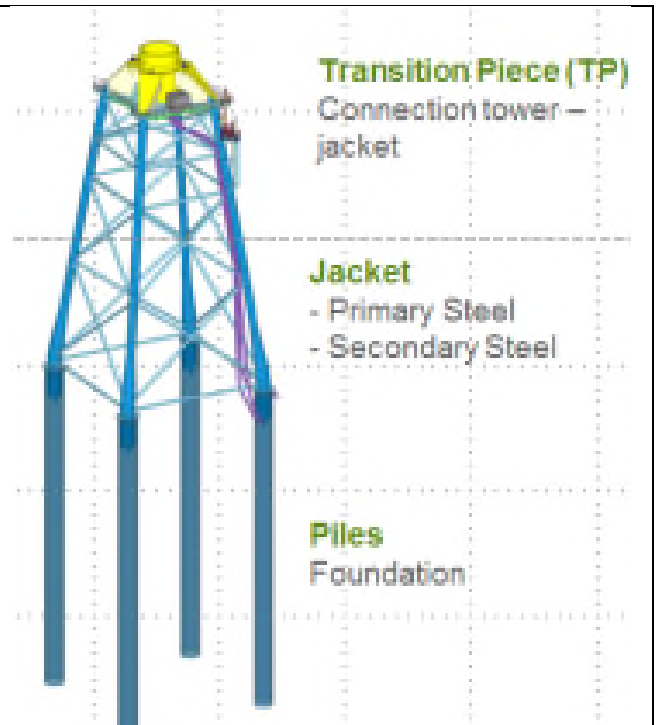 Transition Piece (TP)
Connection tower –
jacket
Jacket
- Primary Steel
- Secondary Steel
Piles
Foundation